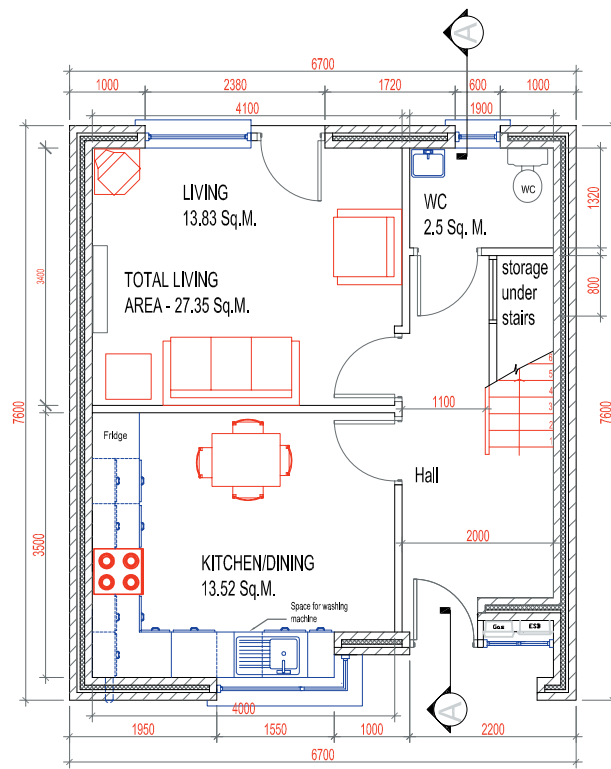 A
6700
1000
2380
1720
600
1000
4100
1900
LIVING
13.83 Sq.M.
WC
2.5 Sq. M.
WC
1320
3400
TOTAL LIVING
AREA - 27.35 Sq.M.
storage
under
stairs
800
7600
1100
7600
Fridge
Hall
3500
2000
KITCHEN/DINING
13.52 Sq.M.
Space for washing
machine
Gas
ESB
4000
A
1950
1550
1000
2200
6700